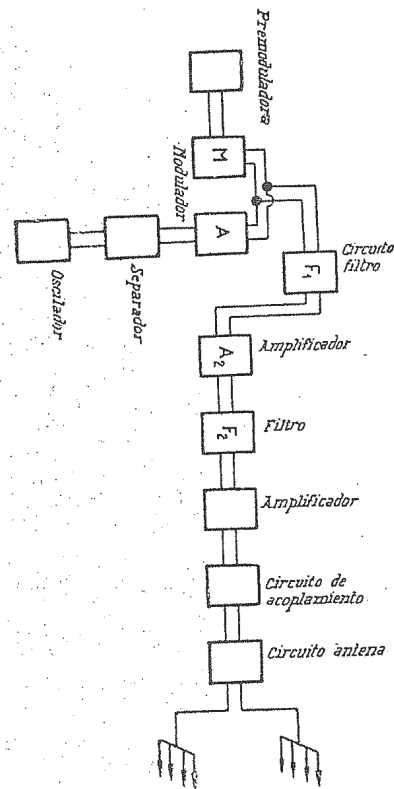 Premoduladora
M
Modulador
A
Separador
Oscilador
Circuito
filtro
F₁
Amplificador
A₂
Filtro
F₂
Amplificador
Circuito de
acoplamiento
Circuito antena